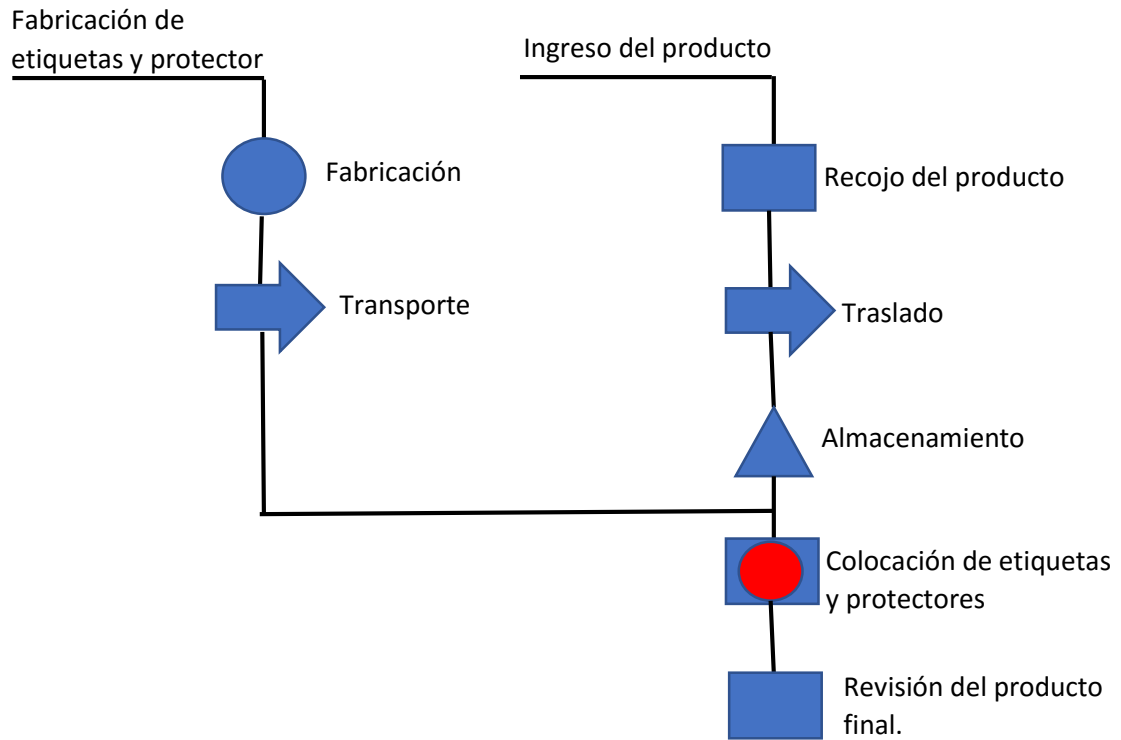 Fabricación de
etiquetas y protector
Ingreso del producto
Fabricación
Recojo del producto
Transporte
Traslado
Almacenamiento
Colocación de etiquetas
y protectores
Revisión del producto
final.